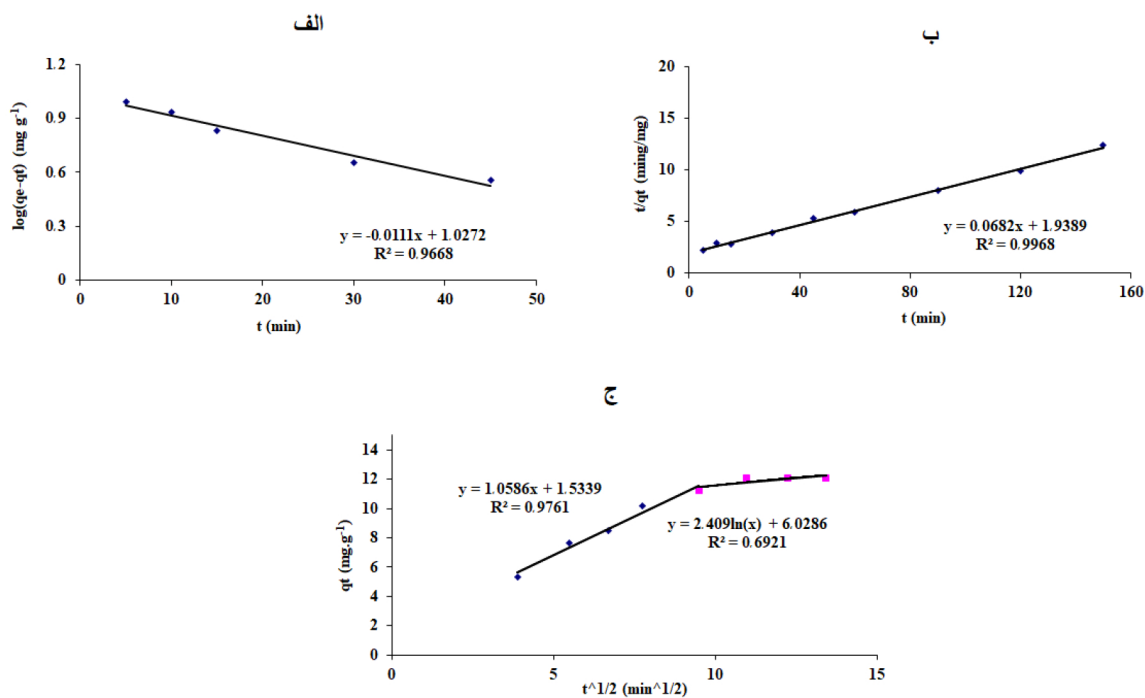 الف
1.2
0.9
0.6
0.3
0
0 10 20 30 40 50
log(qe-qt) (mg g-1)
t (min)
y = -0.0111x + 1.0272
R² = 0.9668
ب
20
15
10
5
0
0 40 80 120 160
t/qt (ming/mg)
t (min)
y = 0.0682x + 1.9389
R² = 0.9968
ج
14
12
10
8
6
4
2
0
0 5 10 15
qt (mg.g-1)
t^1/2 (min^1/2)
y = 1.0586x + 1.5339
R² = 0.9761
y = 2.409ln(x) + 6.0286
R² = 0.6921